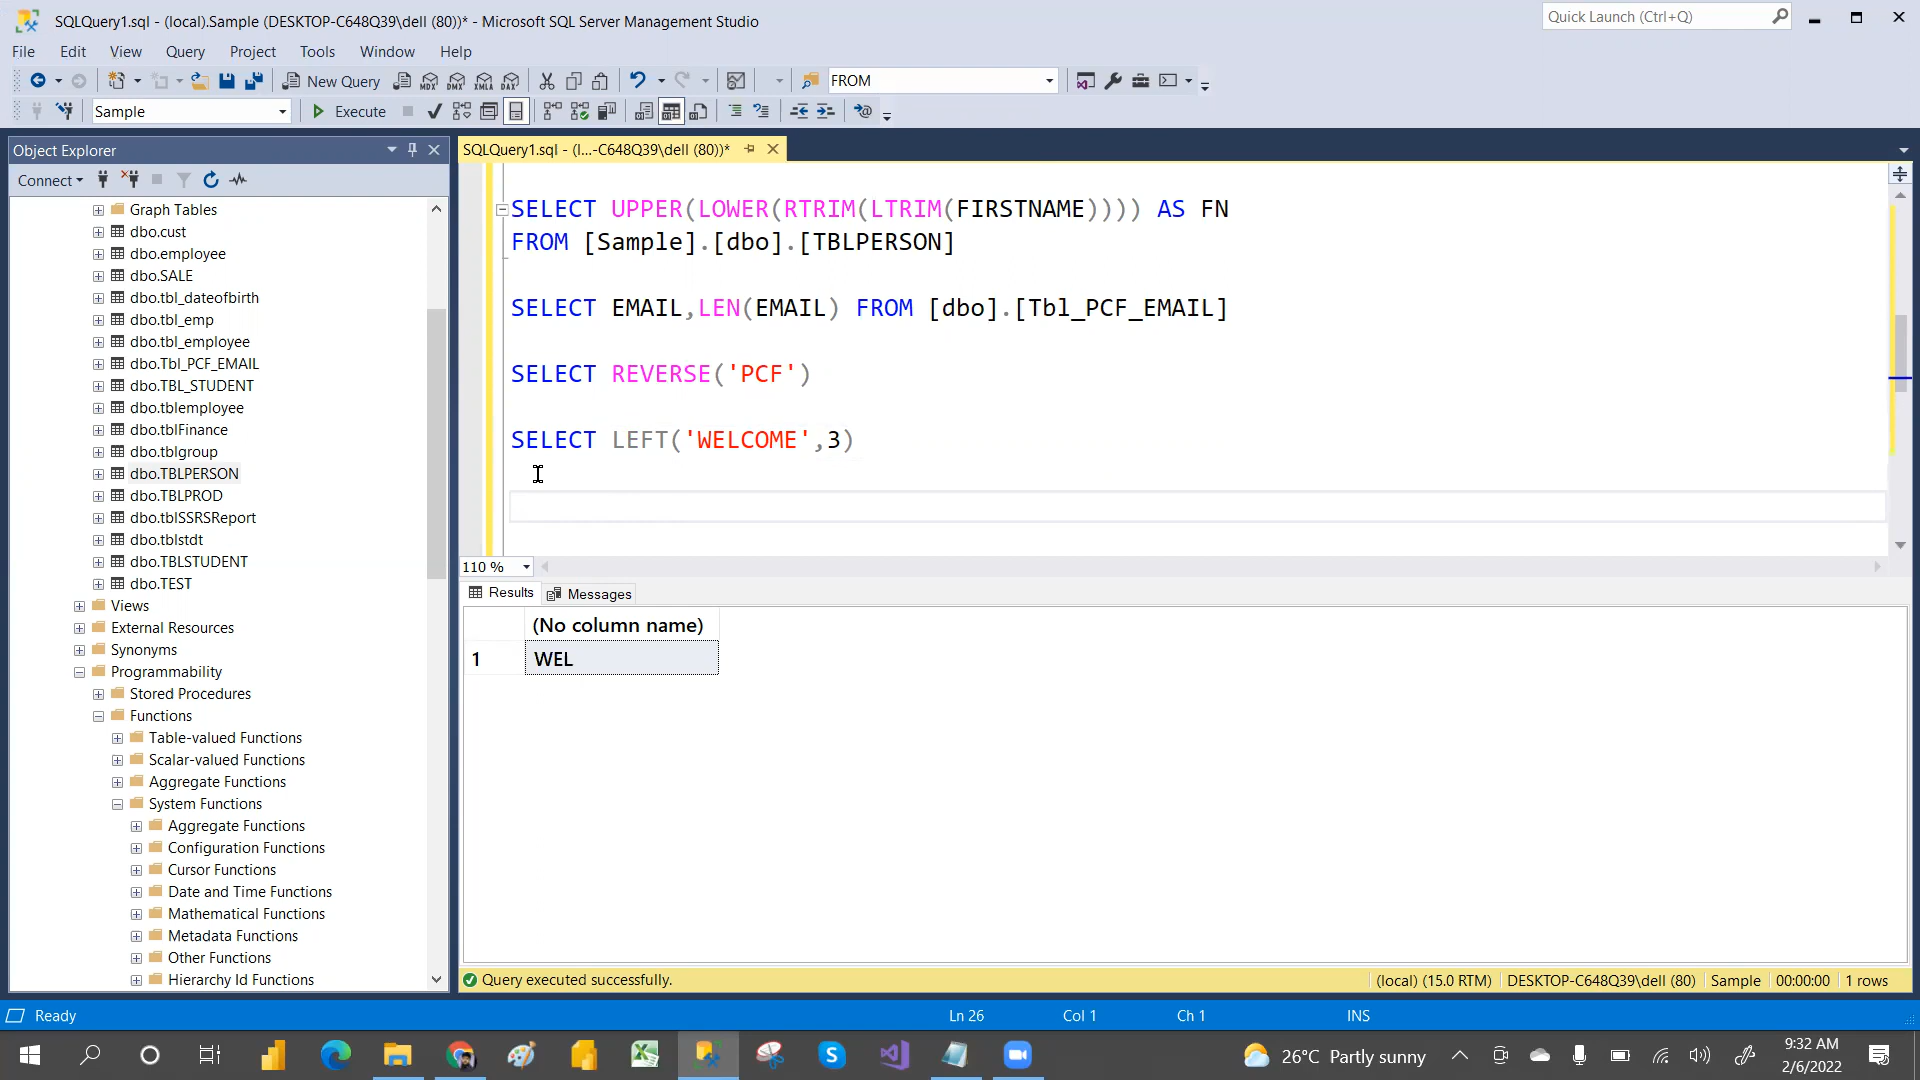 SQLQuery1.sql - (local).Sample (DESKTOP-C648Q39\dell (80))* - Microsoft SQL Server Management Studio
Quick Launch (Ctrl+Q)
File Edit View Query Project Tools Window Help
New Query
MDX DMX XMLA DAX
FROM
Sample
Execute
Object Explorer
Connect
Graph Tables
dbo.cust
dbo.employee
dbo.SALE
dbo.tbl_dateofbirth
dbo.tbl_emp
dbo.tbl_employee
dbo.Tbl_PCF_EMAIL
dbo.TBL_STUDENT
dbo.tblemployee
dbo.tblFinance
dbo.tblgroup
dbo.TBLPERSON
dbo.TBLPROD
dbo.tblSSRSReport
dbo.tblstdt
dbo.TBLSTUDENT
dbo.TEST
Views
External Resources
Synonyms
Programmability
Stored Procedures
Functions
Table-valued Functions
Scalar-valued Functions
Aggregate Functions
System Functions
Aggregate Functions
Configuration Functions
Cursor Functions
Date and Time Functions
Mathematical Functions
Metadata Functions
Other Functions
Hierarchy Id Functions
SQLQuery1.sql - (l...-C648Q39\dell (80))*
SELECT UPPER(LOWER(RTRIM(LTRIM(FIRSTNAME)))) AS FN
FROM [Sample].[dbo].[TBLPERSON]
SELECT EMAIL,LEN(EMAIL) FROM [dbo].[Tbl_PCF_EMAIL]
SELECT REVERSE('PCF')
SELECT LEFT('WELCOME',3)
110 %
Results Messages
(No column name)
1 WEL
Query executed successfully.
(local) (15.0 RTM) DESKTOP-C648Q39\dell (80) Sample 00:00:00 1 rows
Ready Ln 26 Col 1 Ch 1 INS
26°C Partly sunny
9:32 AM
2/6/2022